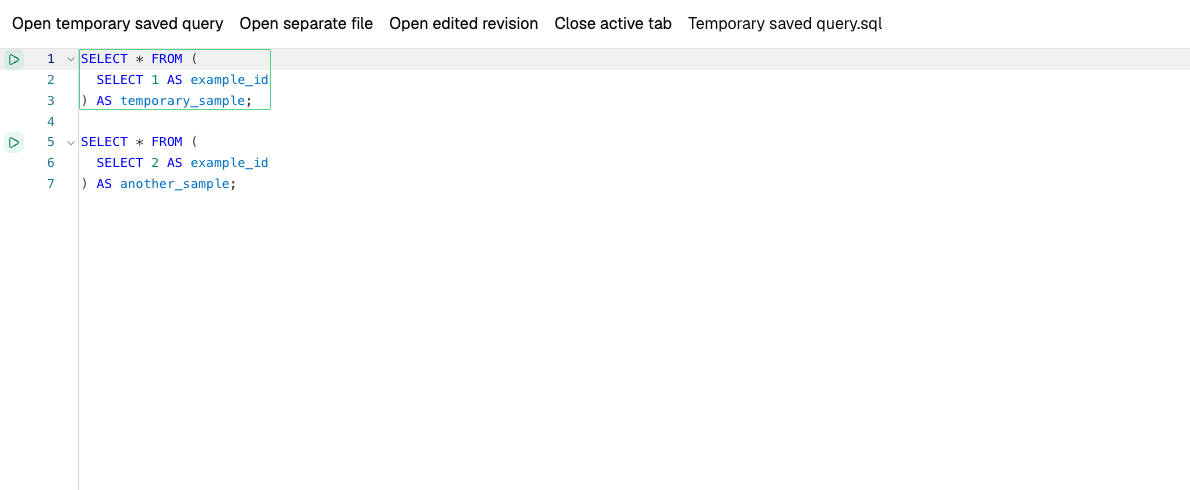 Open temporary saved query Open separate file Open edited revision Close active tab Temporary saved query.sql
1 SELECT * FROM (
2 SELECT 1 AS example_id
3 ) AS temporary_sample;
4
5 SELECT * FROM (
6 SELECT 2 AS example_id
7 ) AS another_sample;